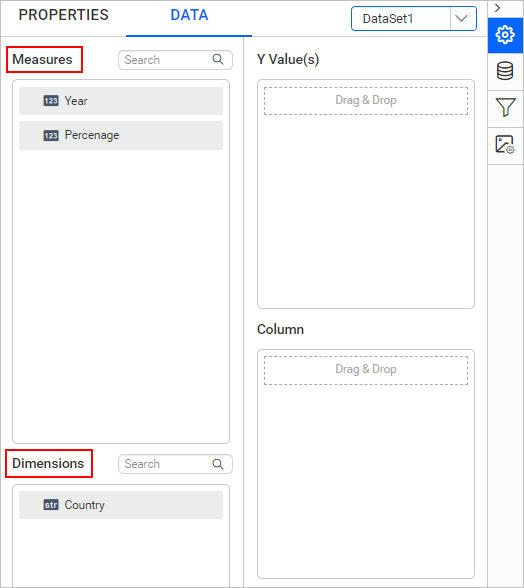 PROPERTIES
DATA
DataSet1
Measures
Search
123 Year
123 Percenage
Dimensions
Search
str Country
Y Value(s)
Drag & Drop
Column
Drag & Drop